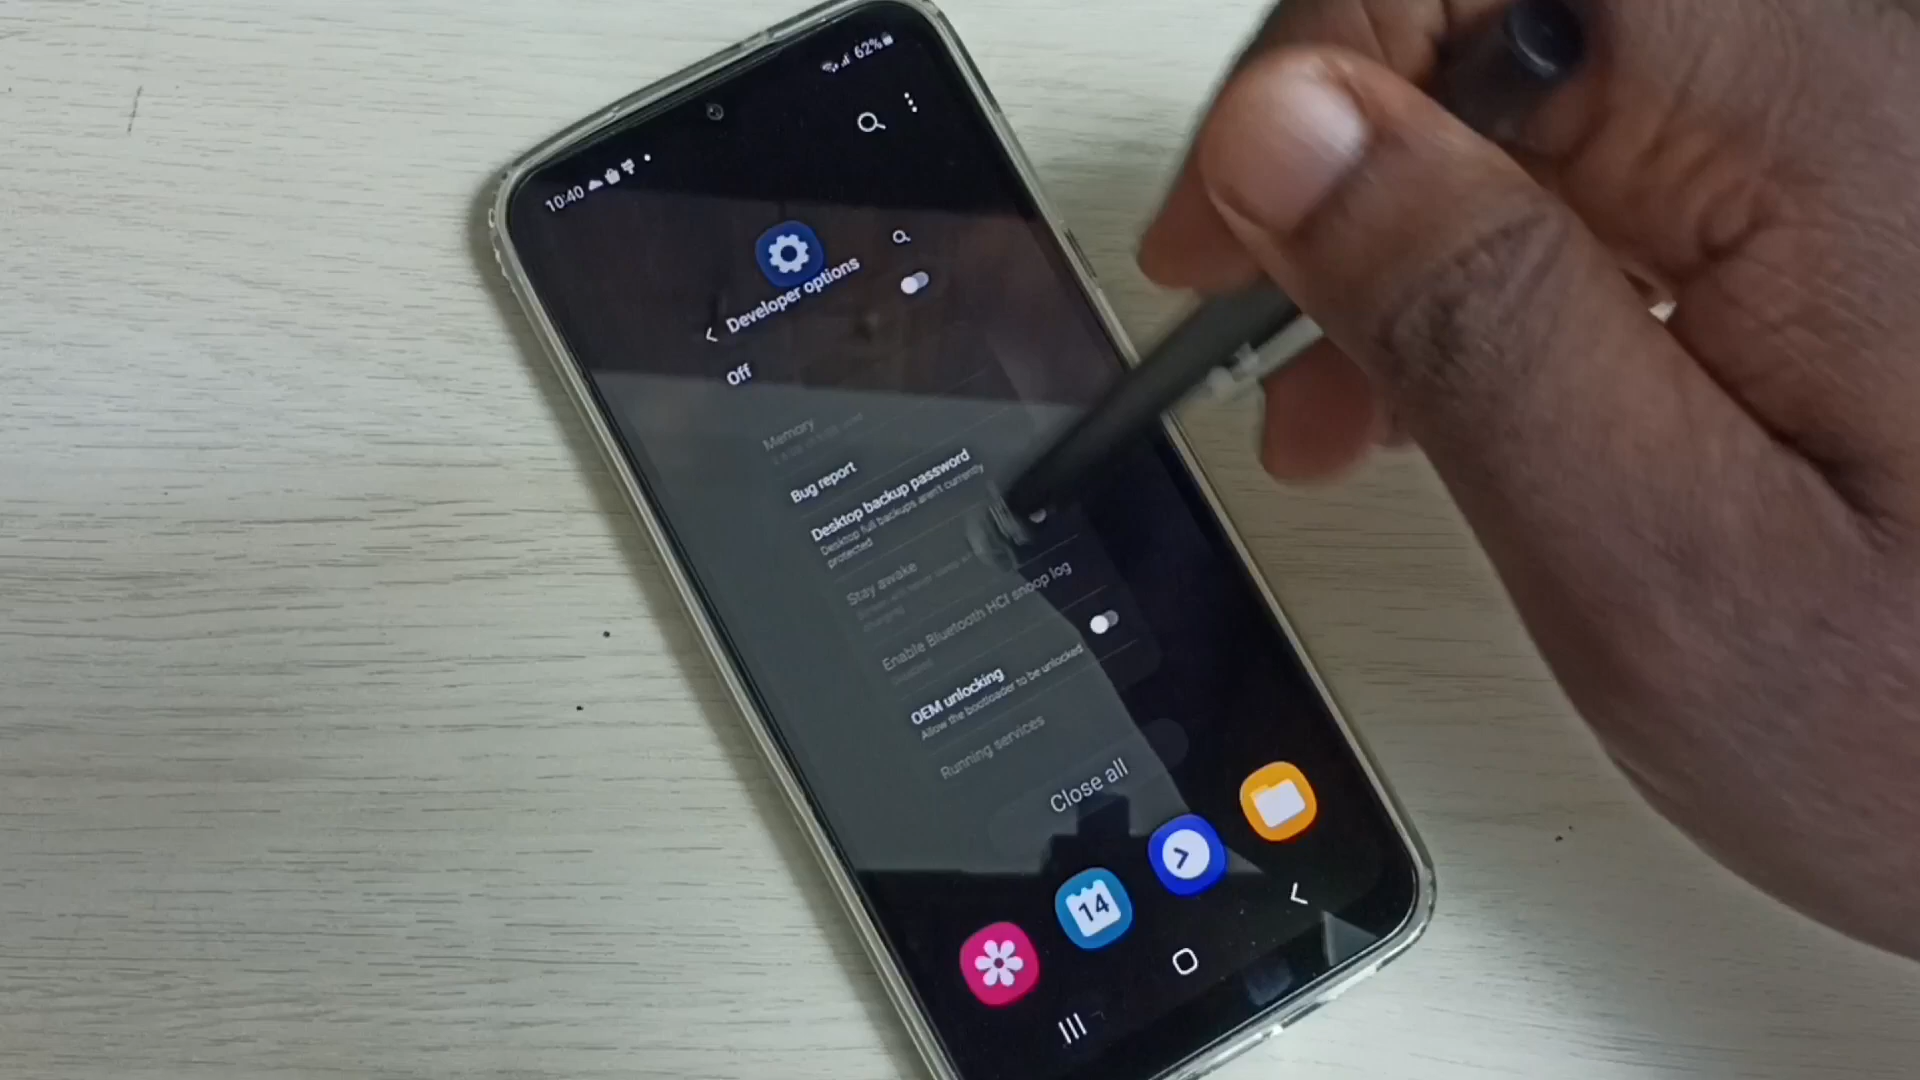 10:40
62%
Developer options
Off
Memory
Bug report
Desktop backup password
Desktop full backups aren't currently
protected
Stay awake
charging
Enable Bluetooth HCI snoop log
OEM unlocking
Allow the bootloader to be unlocked
Running services
Close all
14